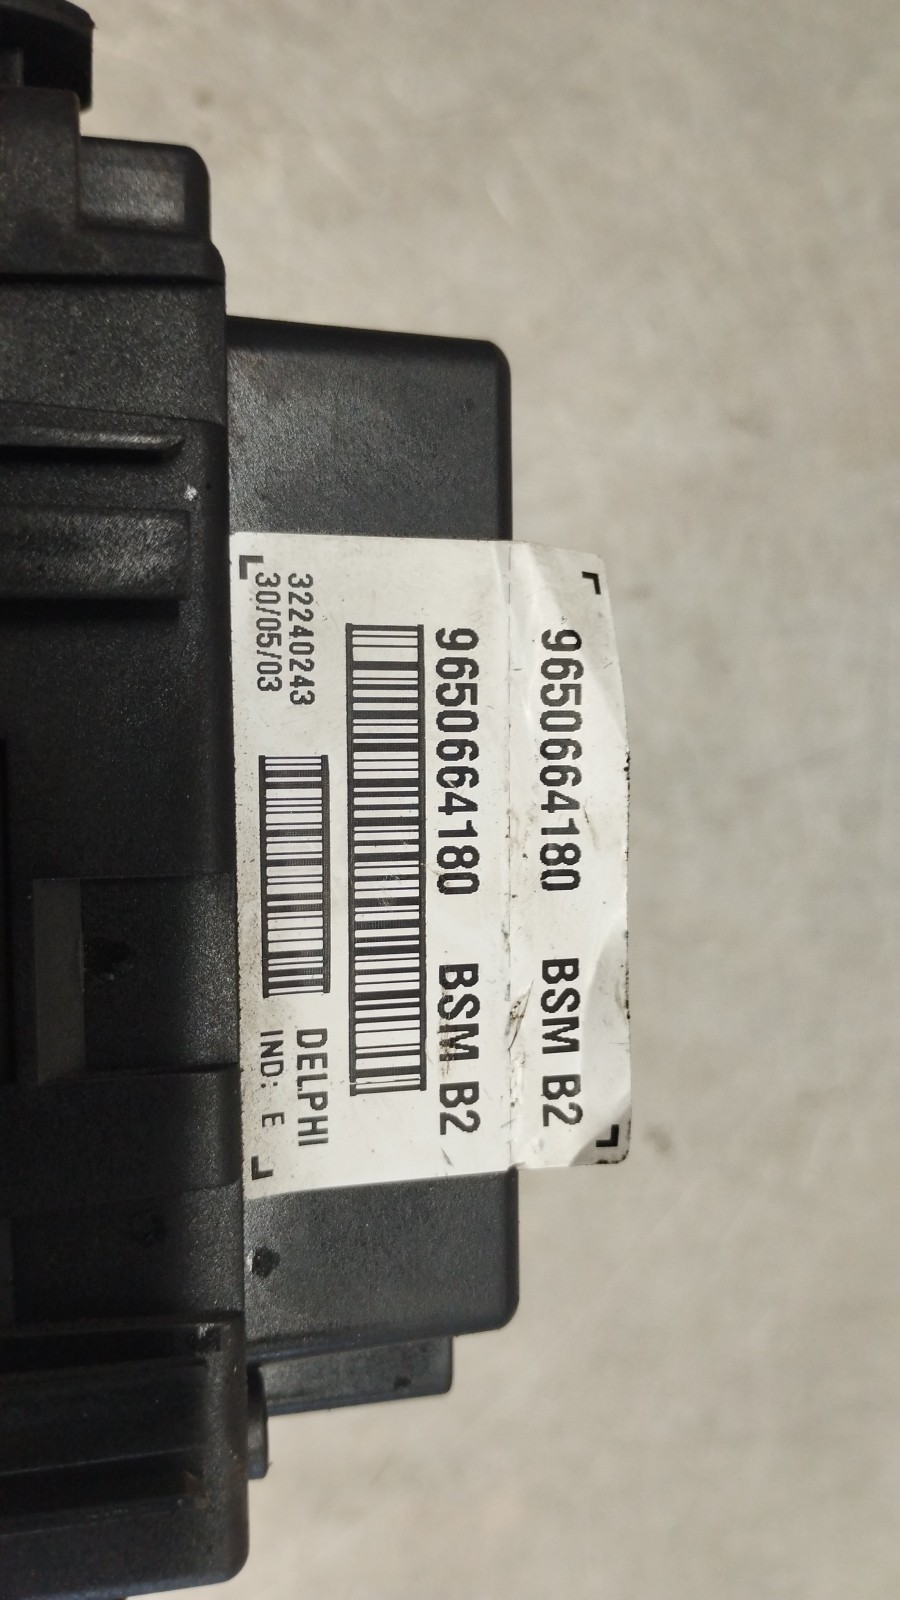 9650664180 BSM B2
9650664180 BSM B2
32240243
30/05/03
DELPHI
IND: E